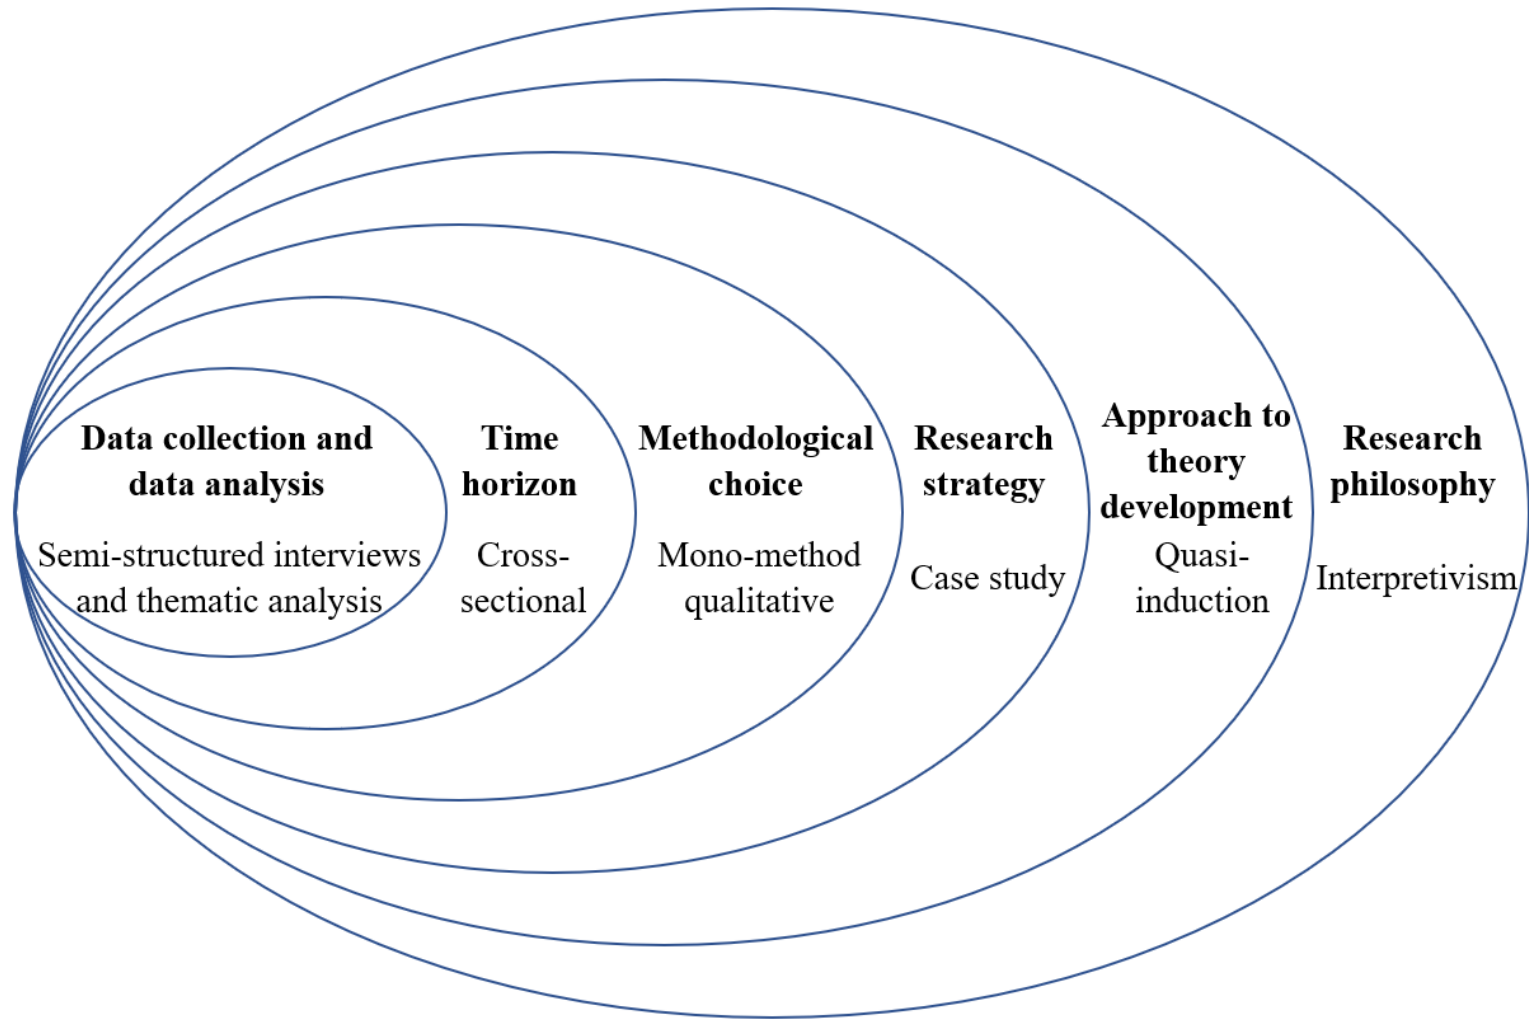 Data collection and
data analysis
Semi-structured interviews
and thematic analysis
Time
horizon
Cross-
sectional
Methodological
choice
Mono-method
qualitative
Research
strategy
Case study
Approach to
theory
development
Quasi-
induction
Research
philosophy
Interpretivism